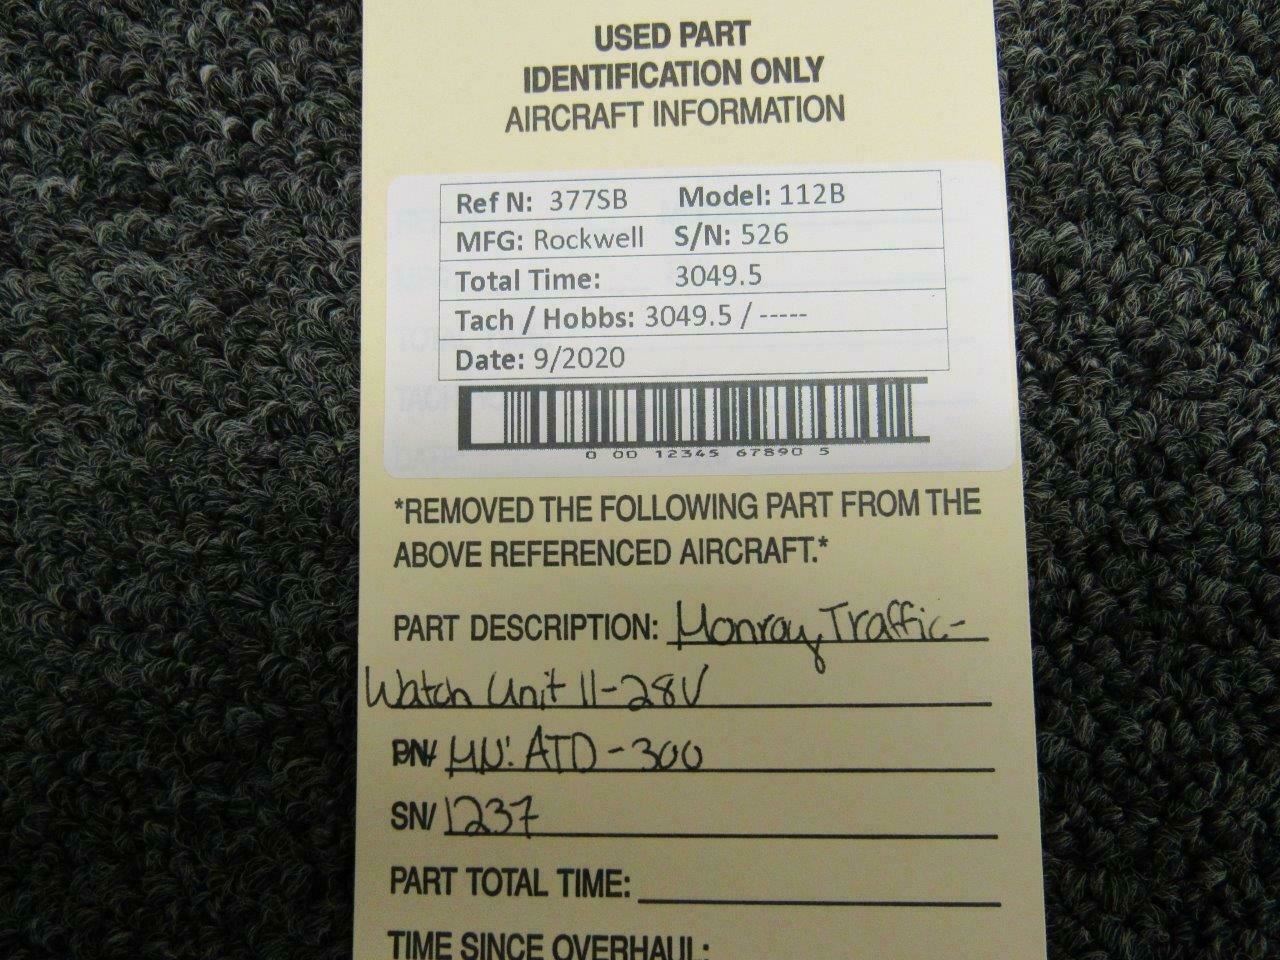 USED PART
IDENTIFICATION ONLY
AIRCRAFT INFORMATION
Ref N: 377SB Model: 112B
MFG: Rockwell S/N: 526
Total Time: 3049.5
Tach / Hobbs: 3049.5 / -----
Date: 9/2020
0 00 12345 67890 5
*REMOVED THE FOLLOWING PART FROM THE
ABOVE REFERENCED AIRCRAFT.*
PART DESCRIPTION: Monroy, Traffic-
Watch Unit 11-28V
PN/ MN: ATD-300
SN/ 1237
PART TOTAL TIME:
TIME SINCE OVERHAUL: